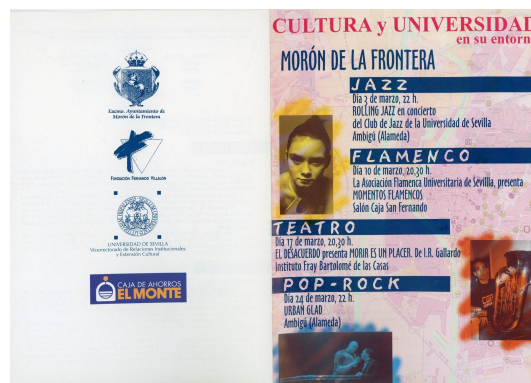 Excmo. Ayuntamiento de
Morón de la Frontera
FUNDACIÓN FERNANDO VILLALÓN
UNIVERSIDAD DE SEVILLA
Vicerrectorado de Relaciones Institucionales
y Extensión Cultural
CAJA DE AHORROS
EL MONTE
CULTURA y UNIVERSIDAD
en su entorn
MORÓN DE LA FRONTERA
JAZZ
Día 3 de marzo, 22 h.
ROLLING JAZZ en concierto
del Club de Jazz de la Universidad de Sevilla
Ambigú (Alameda)
FLAMENCO
Día 10 de marzo, 20.30 h.
La Asociación Flamenca Universitaria de Sevillla, presenta
MOMENTOS FLAMENCOS
Salón Caja San Fernando
TEATRO
Día 17 de marzo, 20,30 h.
EL DESACUERDO presenta MORIR ES UN PLACER. De I.R. Gallardo
Instituto Fray Bartolomé de las Casas
POP-ROCK
Día 24 de marzo, 22 h.
URBAN GLAD
Ambigú (Alameda)